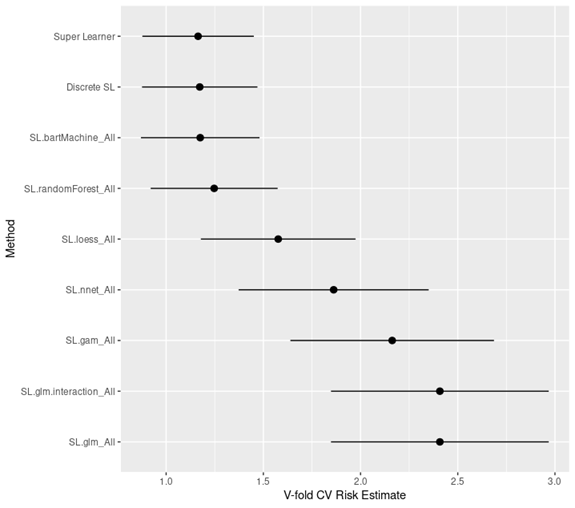 Super Learner
Discrete SL
SL.bartMachine_All
SL.randomForest_All
SL.loess_All
SL.nnet_All
SL.gam_All
SL.glm.interaction_All
SL.glm_All
Method
1.0 1.5 2.0 2.5 3.0
V-fold CV Risk Estimate